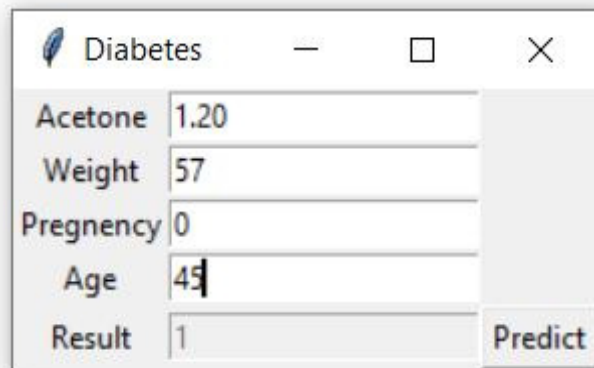 Diabetes
Acetone 1.20
Weight 57
Pregnency 0
Age 45
Result 1 Predict